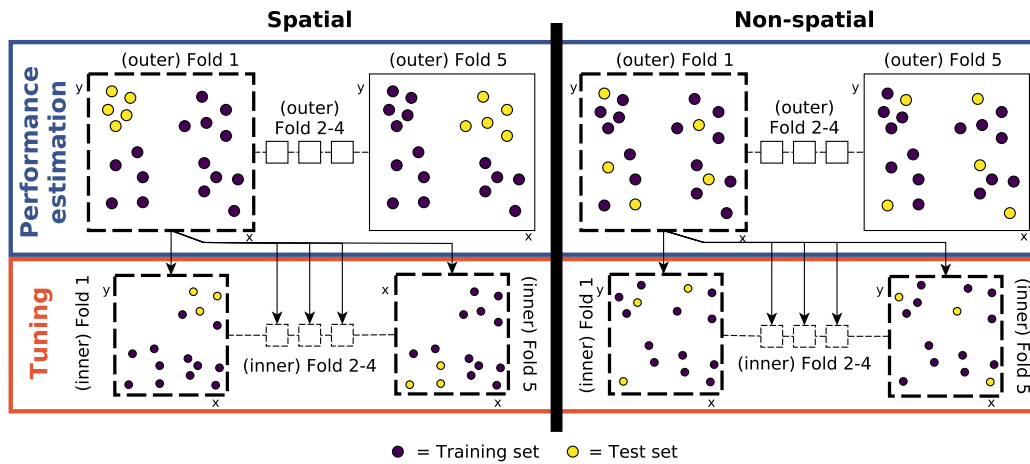 Spatial
Non-spatial
Performance
estimation
(outer) Fold 1
y
x
(outer)
Fold 2-4
(outer) Fold 5
x
(outer) Fold 1
y
x
(outer)
Fold 2-4
(outer) Fold 5
x
Tuning
(inner) Fold 1
y
x
(inner) Fold 2-4
x
x
(inner) Fold 5
(inner) Fold 1
y
x
(inner) Fold 2-4
y
x
(inner) Fold 5
= Training set
= Test set